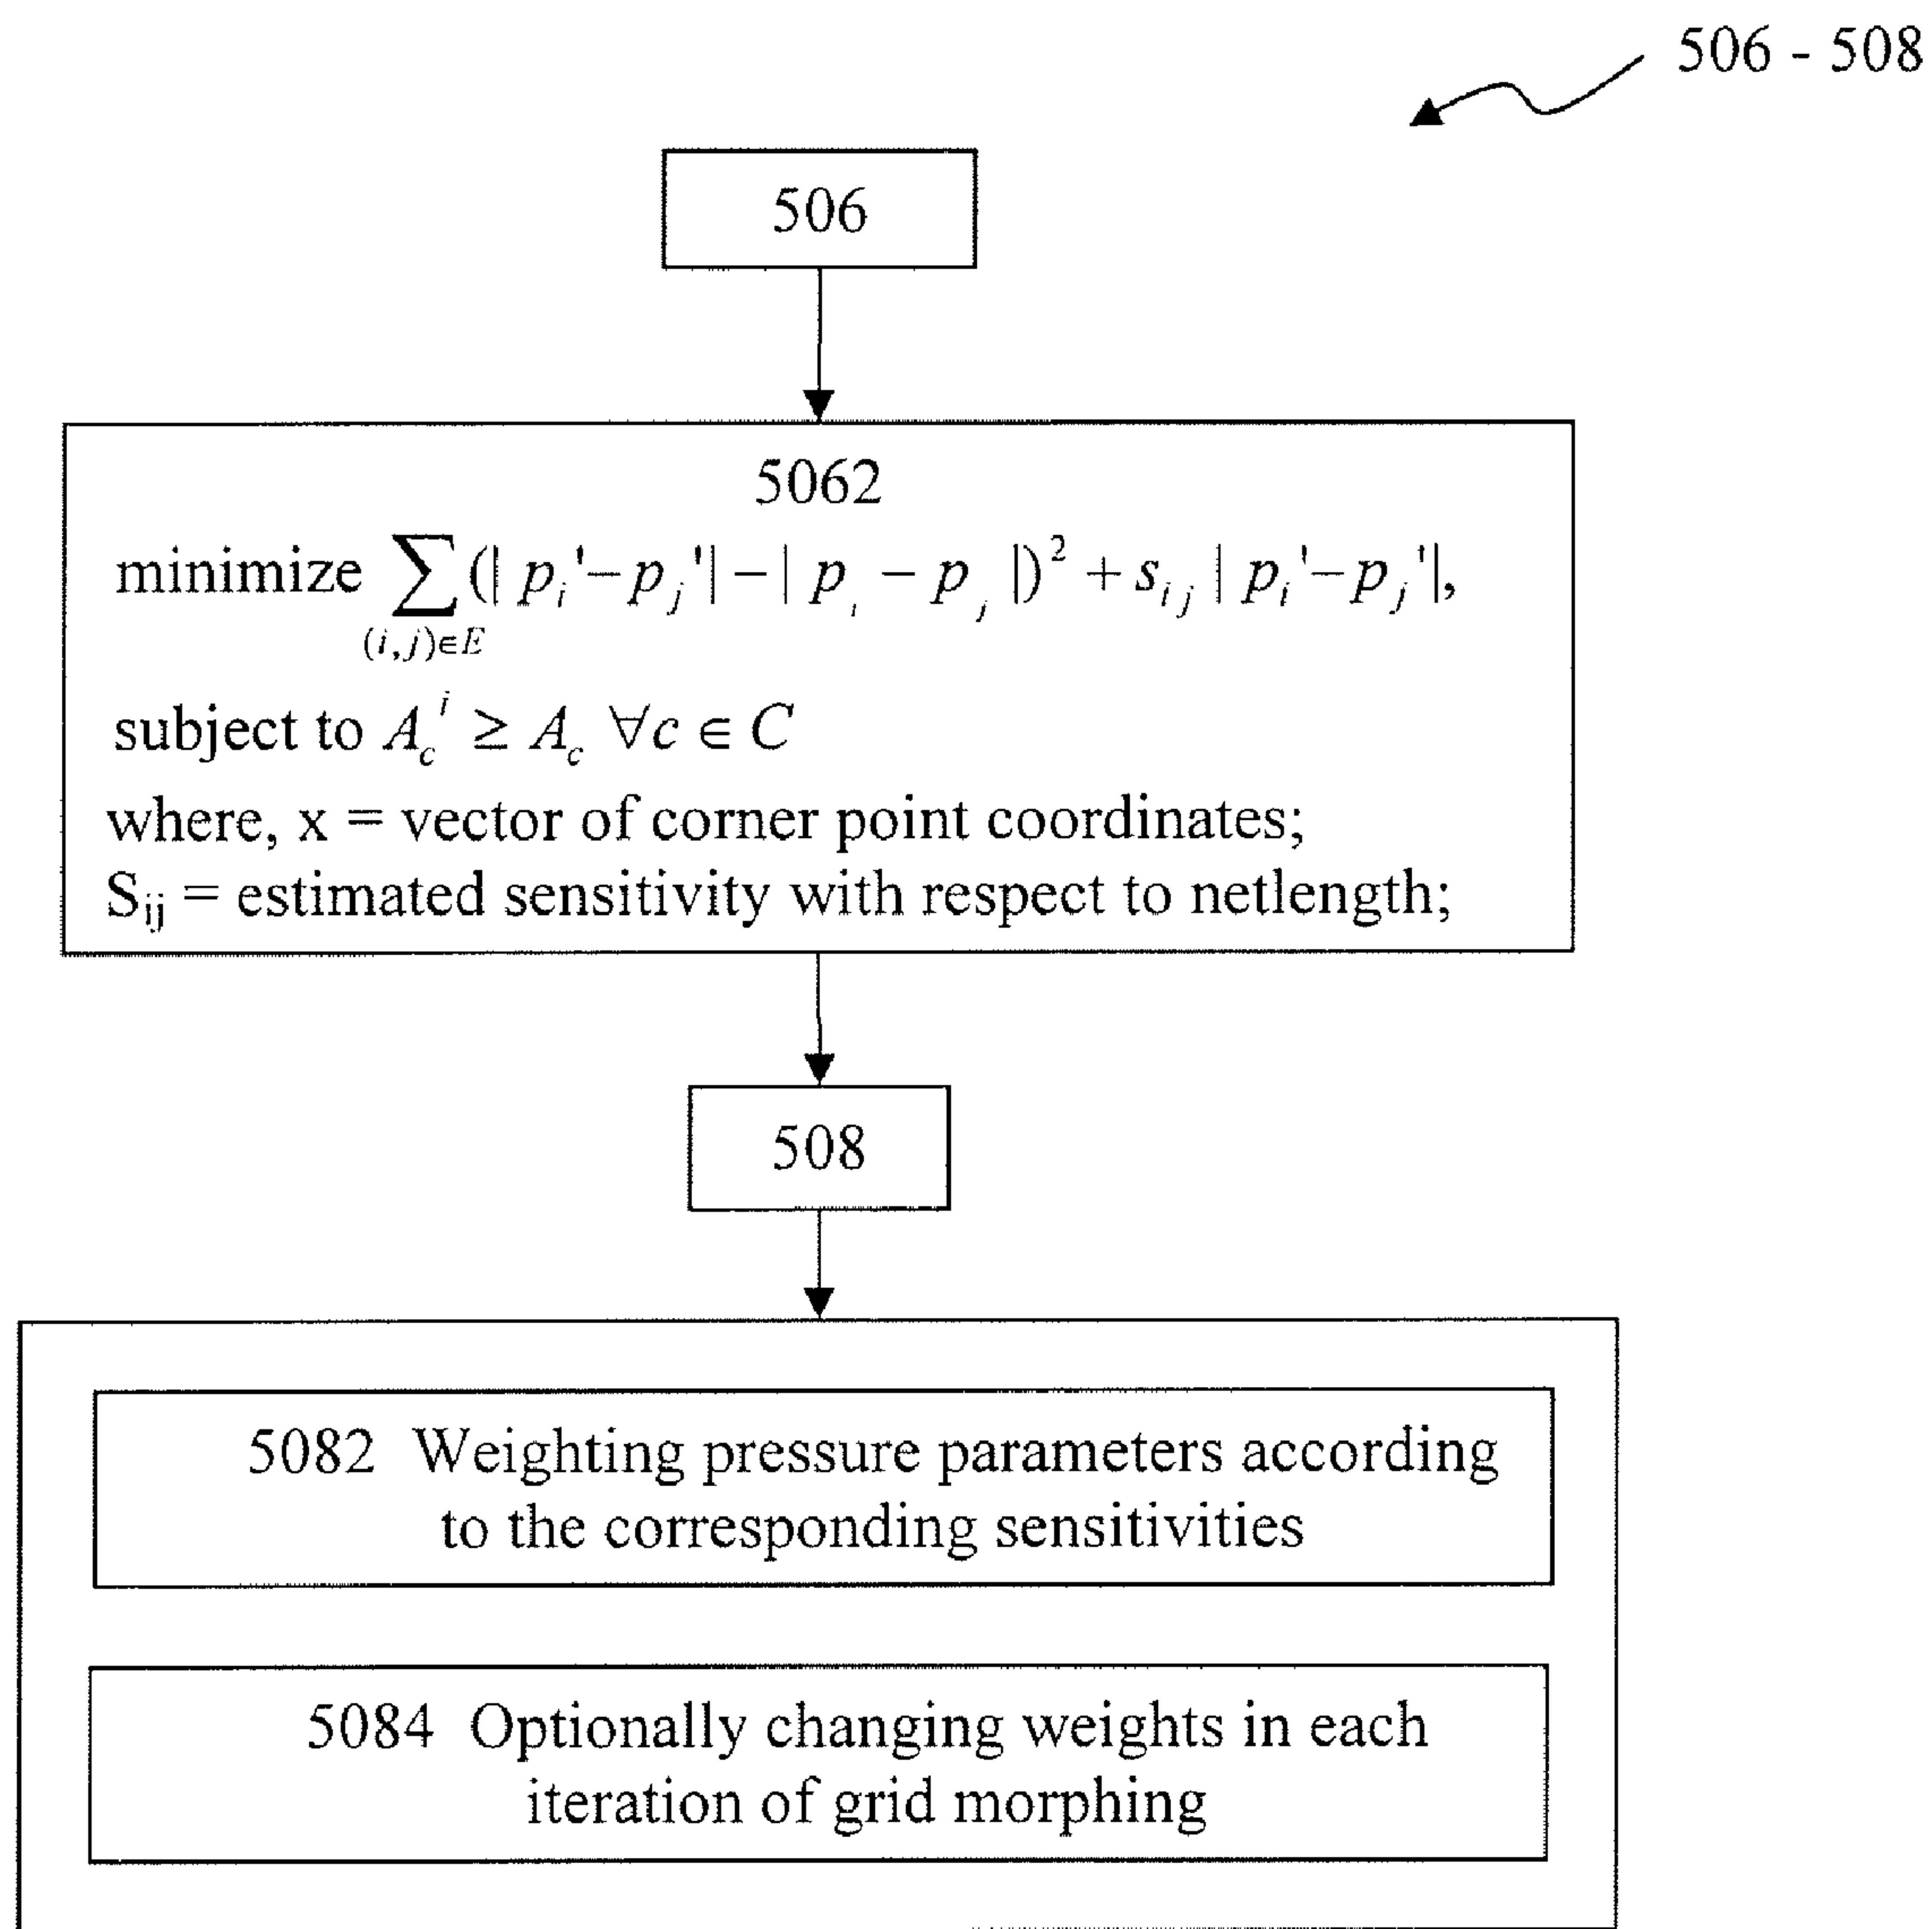 506 - 508
506
5062
minimize ∑ (| p_i' − p_j' | − | p_i − p_j |)² + s_ij | p_i' − p_j' |,
(i,j)∈E
subject to A_c^i ≥ A_c ∀c ∈ C
where, x = vector of corner point coordinates;
S_ij = estimated sensitivity with respect to netlength;
508
5082 Weighting pressure parameters according
to the corresponding sensitivities
5084 Optionally changing weights in each
iteration of grid morphing